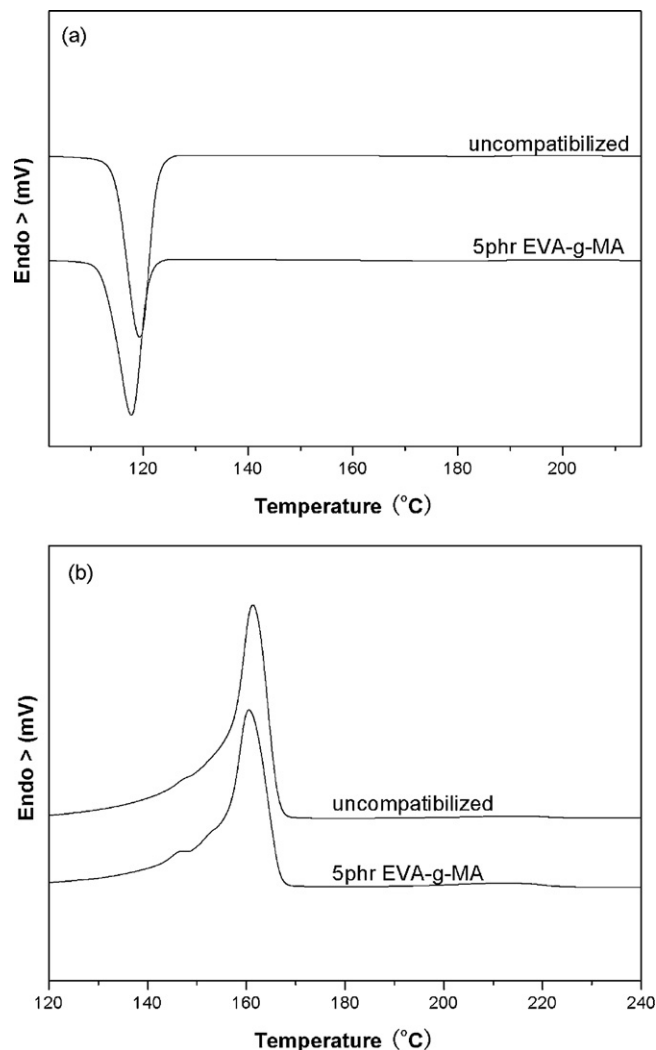 (a)
uncompatibilized
5phr EVA-g-MA
Endo > (mV)
120 140 160 180 200
Temperature (°C)
(b)
uncompatibilized
5phr EVA-g-MA
Endo > (mV)
120 140 160 180 200 220 240
Temperature (°C)